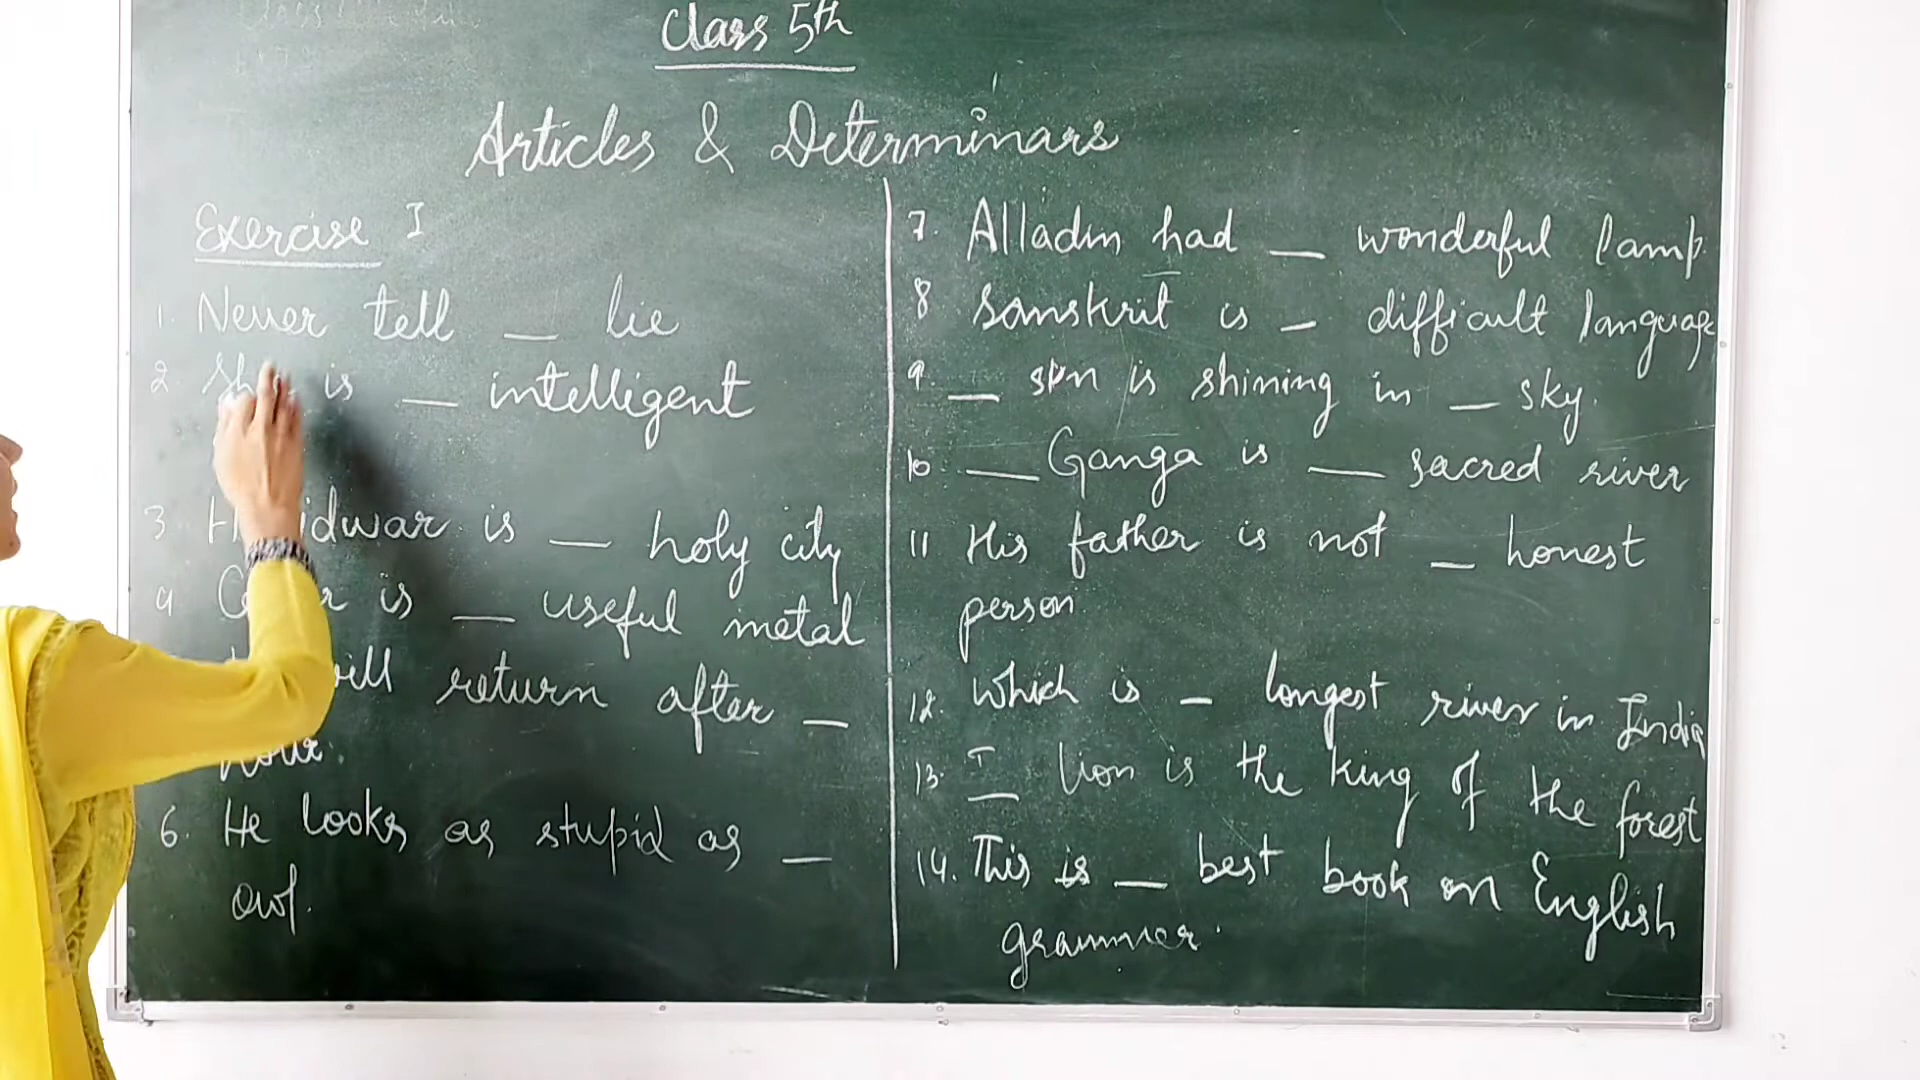 Class 5th
Articles & Determinars
Exercise I
1. Never tell __ lie
2 She is __ intelligent
3 is __ holy city
4 is __ useful metal
will return after __
hour.
6. He looks as stupid as __
owl.
7. Alladin had __ wonderful lamp.
8 Sanskrit is __ difficult language
9. __ sun is shining in __ sky.
10 __ Ganga is __ sacred river
11 His father is not __ honest
person.
12. Which is __ longest river in India
13. __ lion is the king of the forest
14. This is __ best book on English
grammer.